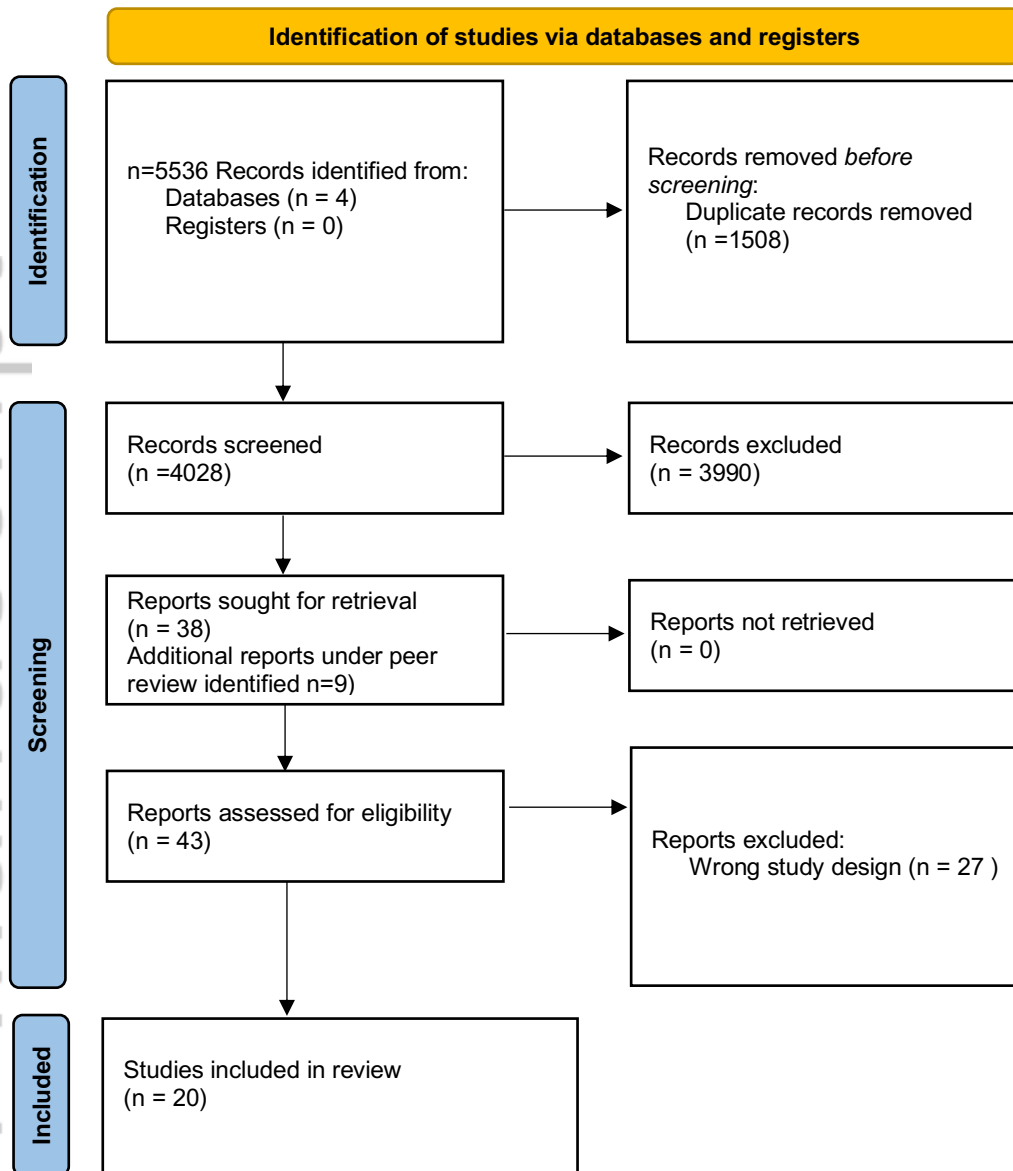 Identification of studies via databases and registers
Identification
n=5536 Records identified from:
Databases (n = 4)
Registers (n = 0)
Records removed before
screening:
Duplicate records removed
(n =1508)
Screening
Records screened
(n =4028)
Records excluded
(n = 3990)
Reports sought for retrieval
(n = 38)
Additional reports under peer
review identified n=9)
Reports not retrieved
(n = 0)
Reports assessed for eligibility
(n = 43)
Reports excluded:
Wrong study design (n = 27 )
Included
Studies included in review
(n = 20)